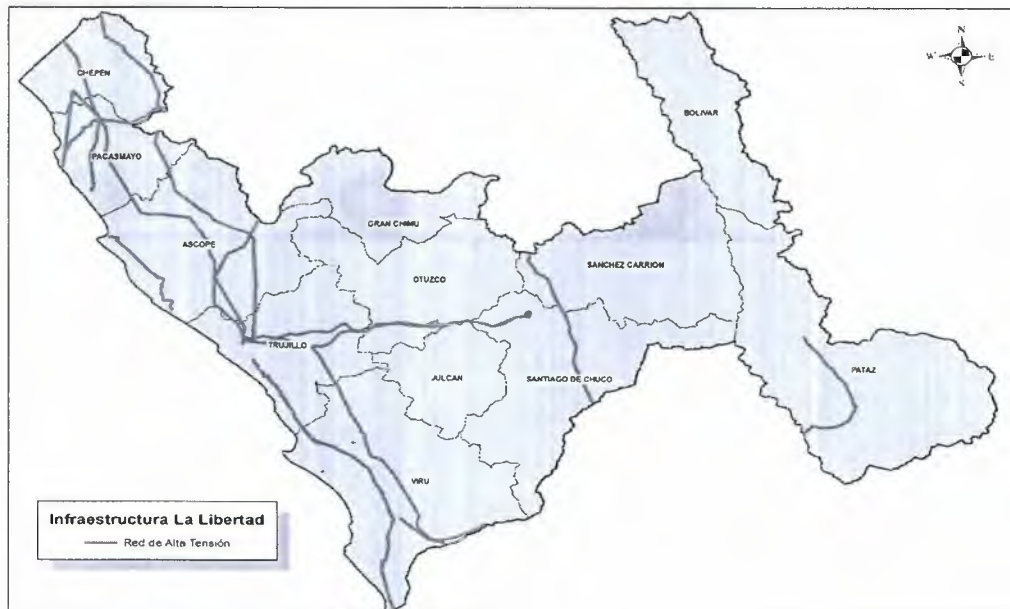 N
W E
S
CHEPÉN
BOLIVAR
PACASMAYO
GRAN CHIMU
ASCOPE
SANCHEZ CARRION
OTUZCO
TRUJILLO
PATAZ
JULCAN
SANTIAGO DE CHUCO
VIRU
Infraestructura La Libertad
Red de Alta Tensión